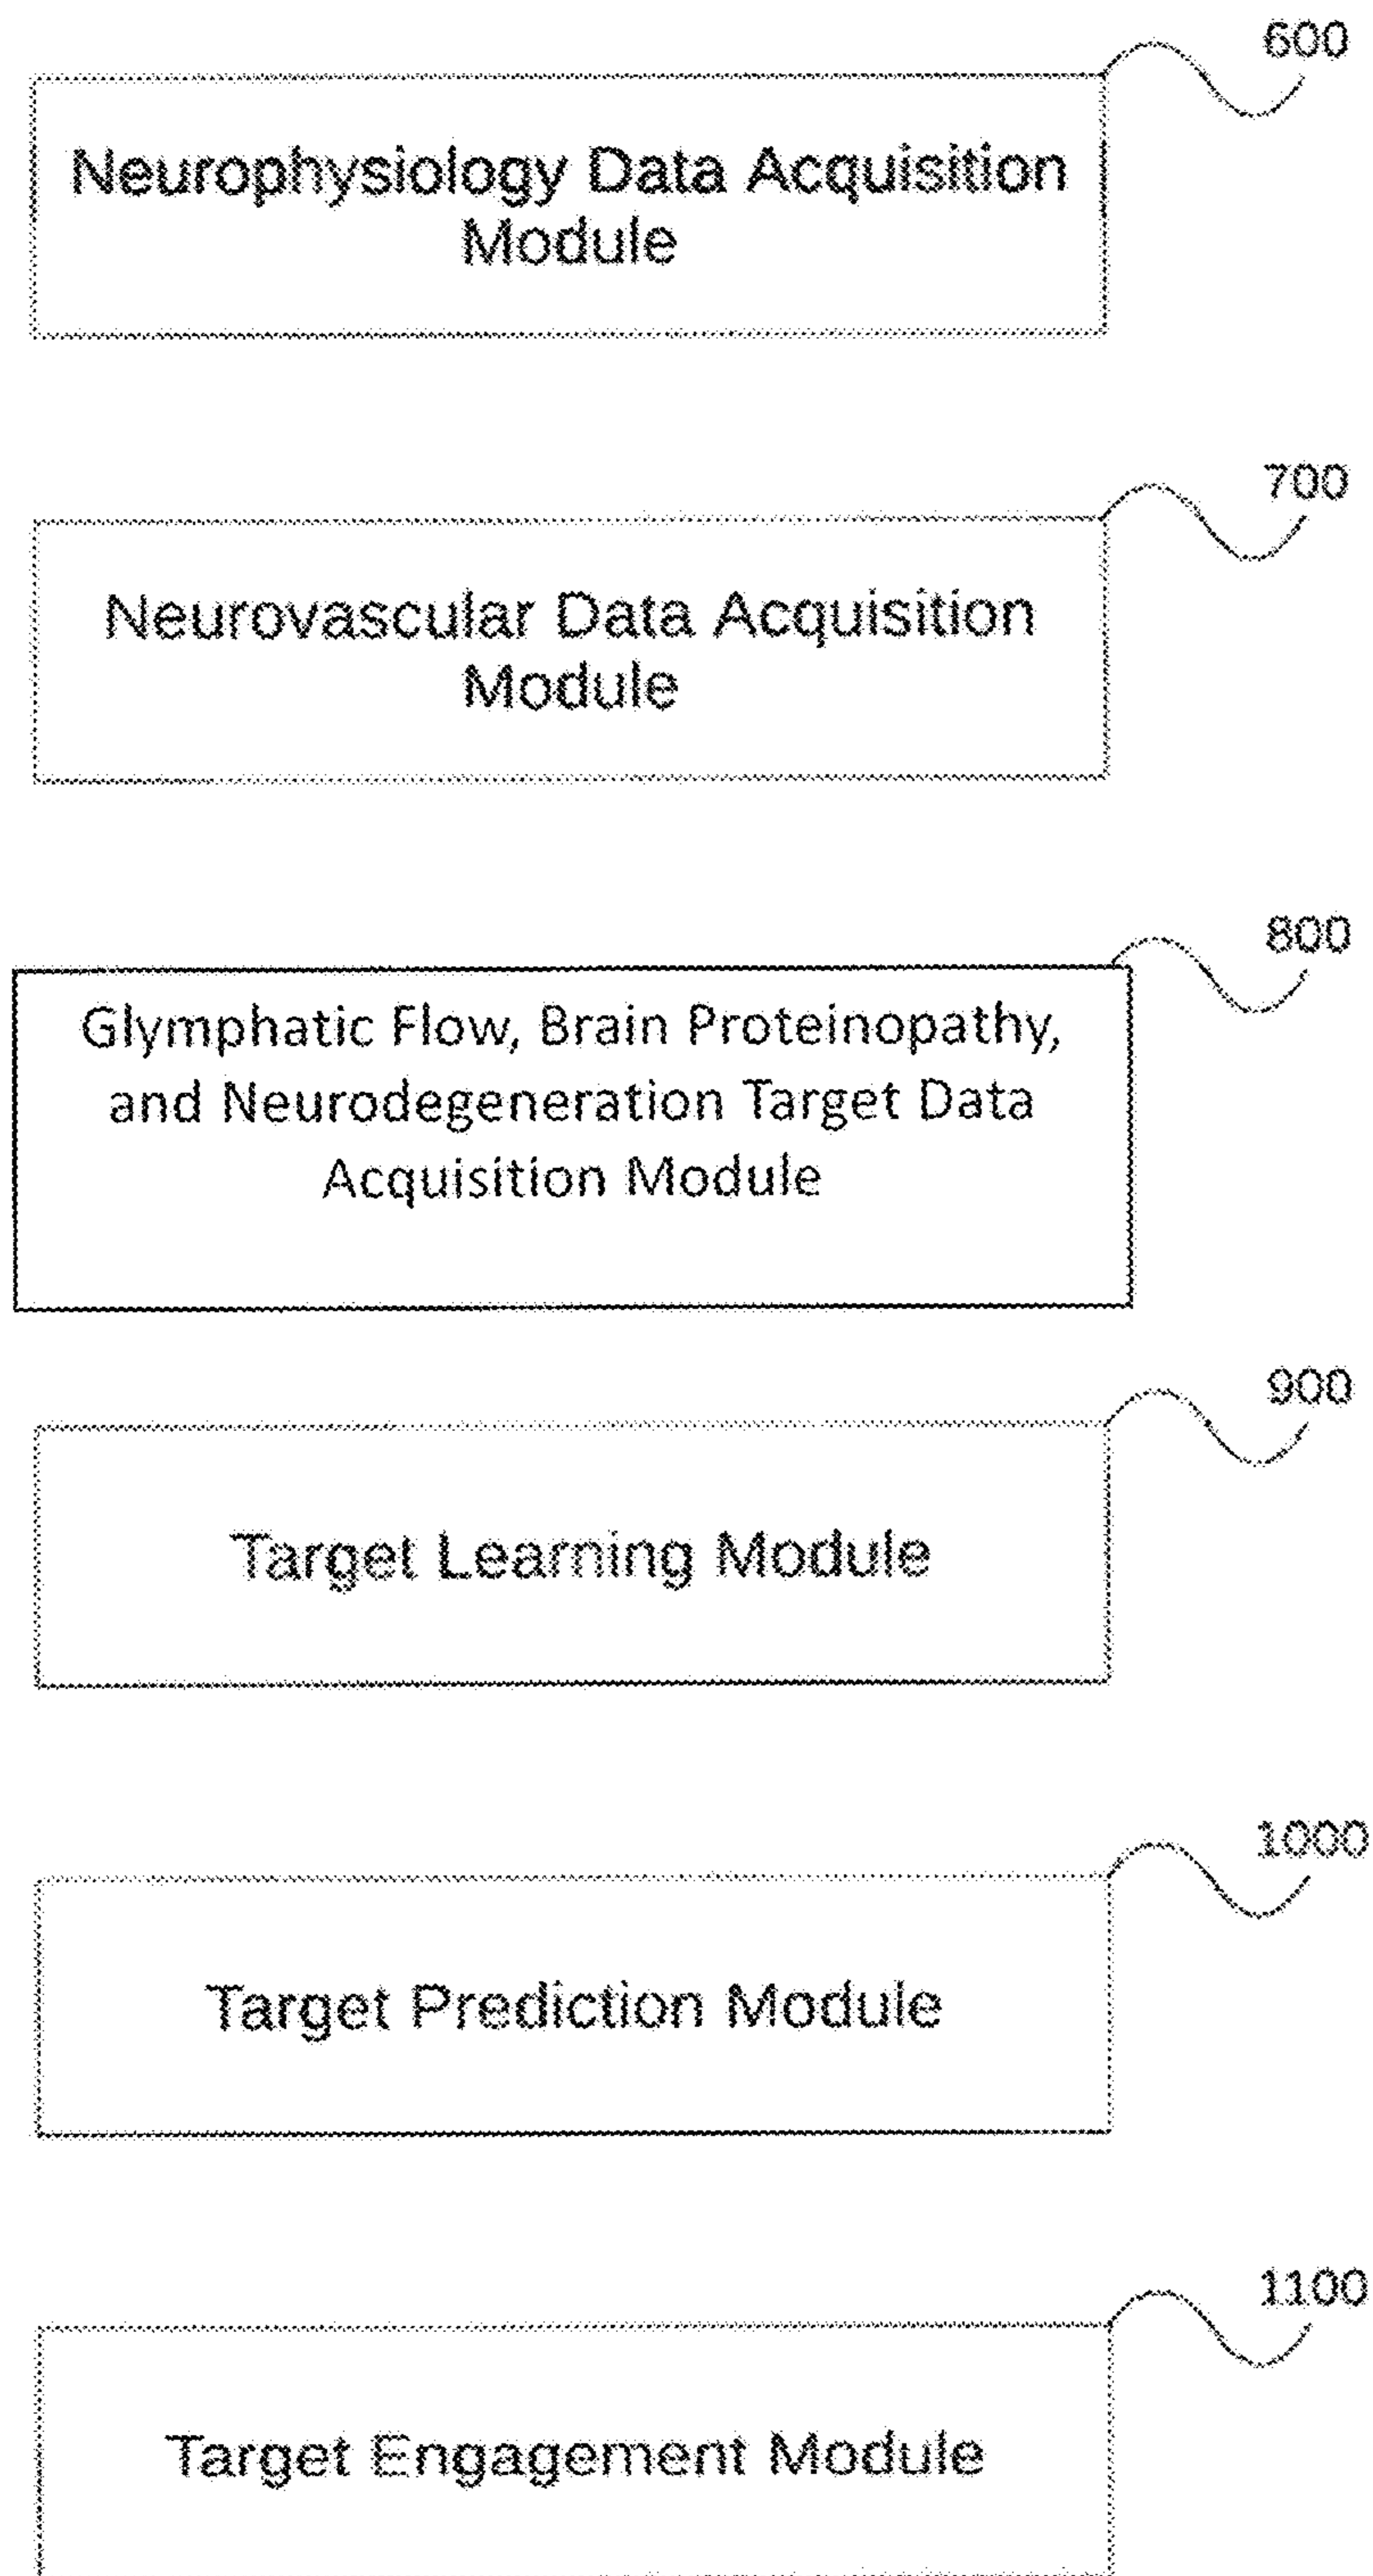 600
Neurophysiology Data Acquisition
Module
700
Neurovascular Data Acquisition
Module
800
Glymphatic Flow, Brain Proteinopathy,
and Neurodegeneration Target Data
Acquisition Module
900
Target Learning Module
1000
Target Prediction Module
1100
Target Engagement Module